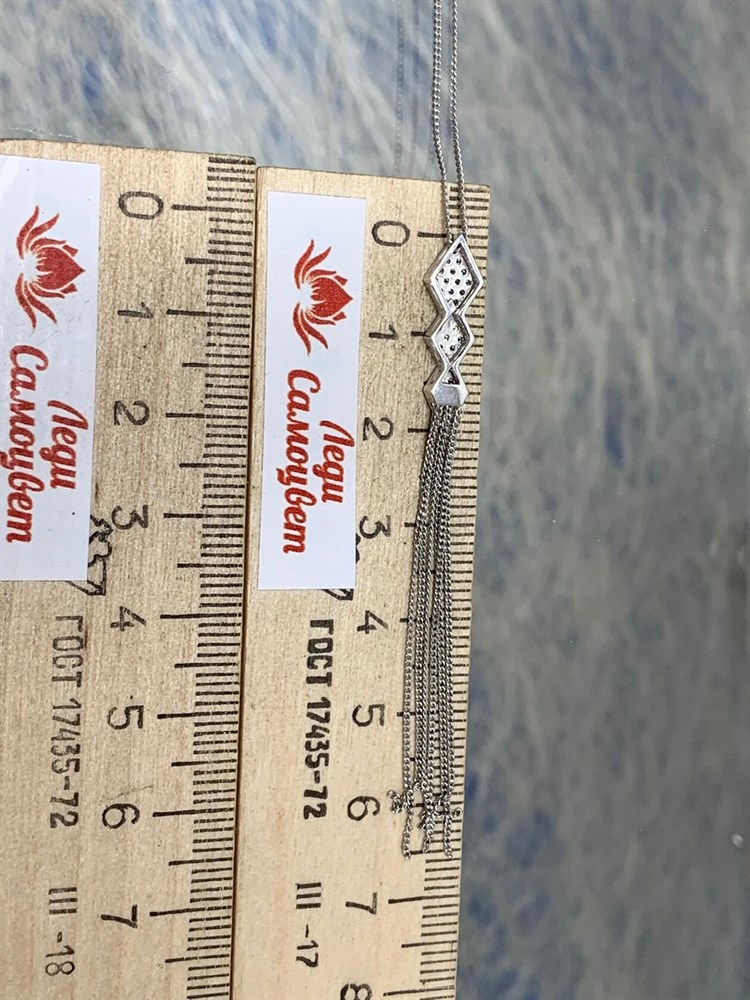 Леди
Самоцвет
0 1 2 3 4 5 6 7
ГОСТ 17435-72 III -18
Леди
Самоцвет
0 1 2 3 4 5 6 7 8
ГОСТ 17435-72 III -17